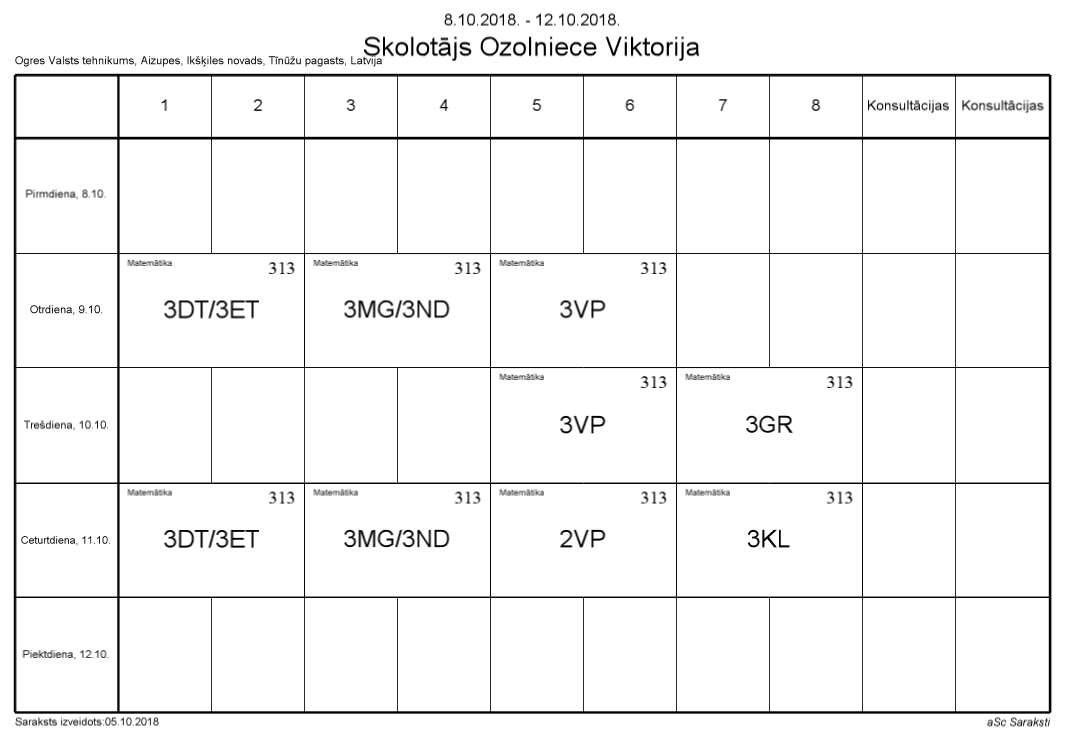 8.10.2018. - 12.10.2018.
Skolotājs Ozolniece Viktorija
Ogres Valsts tehnikums, Aizupes, Ikšķiles novads, Tīnūžu pagasts, Latvija
1 2 3 4 5 6 7 8 Konsultācijas Konsultācijas
Pirmdiena, 8.10.
Matemātika 313 Matemātika 313 Matemātika 313
Otrdiena, 9.10. 3DT/3ET 3MG/3ND 3VP
Matemātika 313 Matemātika 313
Trešdiena, 10.10. 3VP 3GR
Matemātika 313 Matemātika 313 Matemātika 313 Matemātika 313
Ceturtdiena, 11.10. 3DT/3ET 3MG/3ND 2VP 3KL
Piektdiena, 12.10.
Saraksts izveidots:05.10.2018 aSc Saraksti